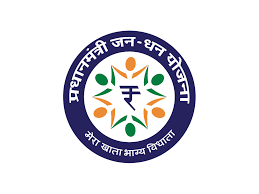 प्रधानमंत्री जन-धन योजना
₹
मेरा खाता भाग्य विधाता